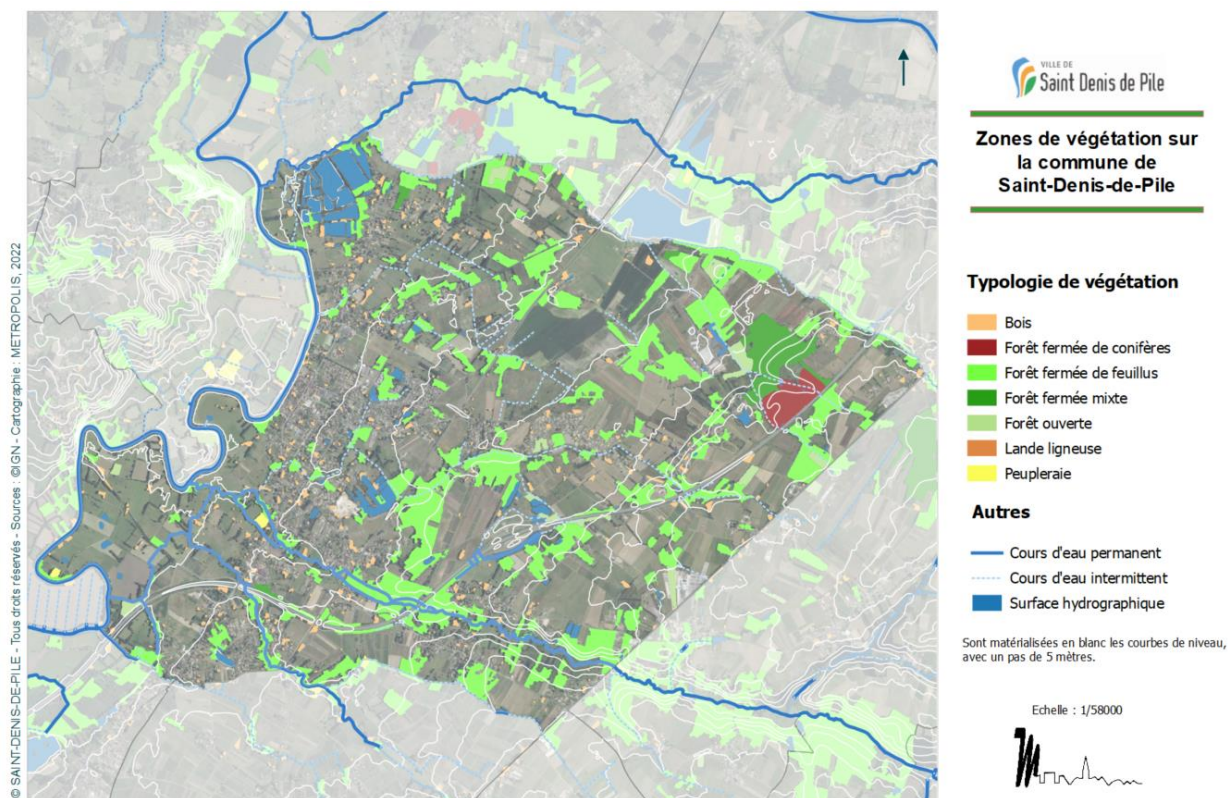 VILLE DE
Saint Denis de Pile
Zones de végétation sur
la commune de
Saint-Denis-de-Pile
Typologie de végétation
Bois
Forêt fermée de conifères
Forêt fermée de feuillus
Forêt fermée mixte
Forêt ouverte
Lande ligneuse
Peupleraie
Autres
Cours d'eau permanent
Cours d'eau intermittent
Surface hydrographique
Sont matérialisées en blanc les courbes de niveau,
avec un pas de 5 mètres.
Echelle : 1/58000
© SAINT-DENIS-DE-PILE - Tous droits réservés - Sources : ©IGN - Cartographie : METROPOLIS, 2022